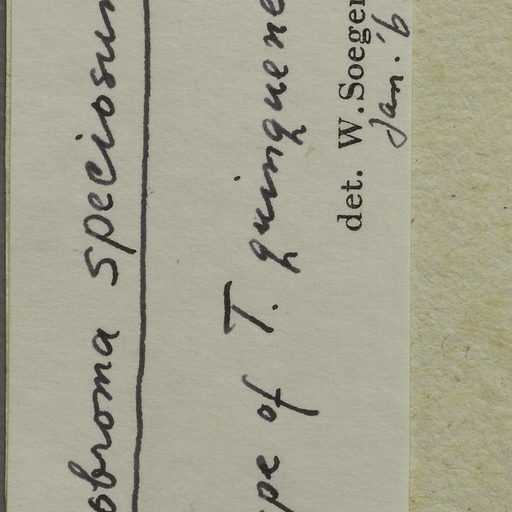 obroma speciosum
pe of T. quinquene
det. W. Soeger
Jan. '6